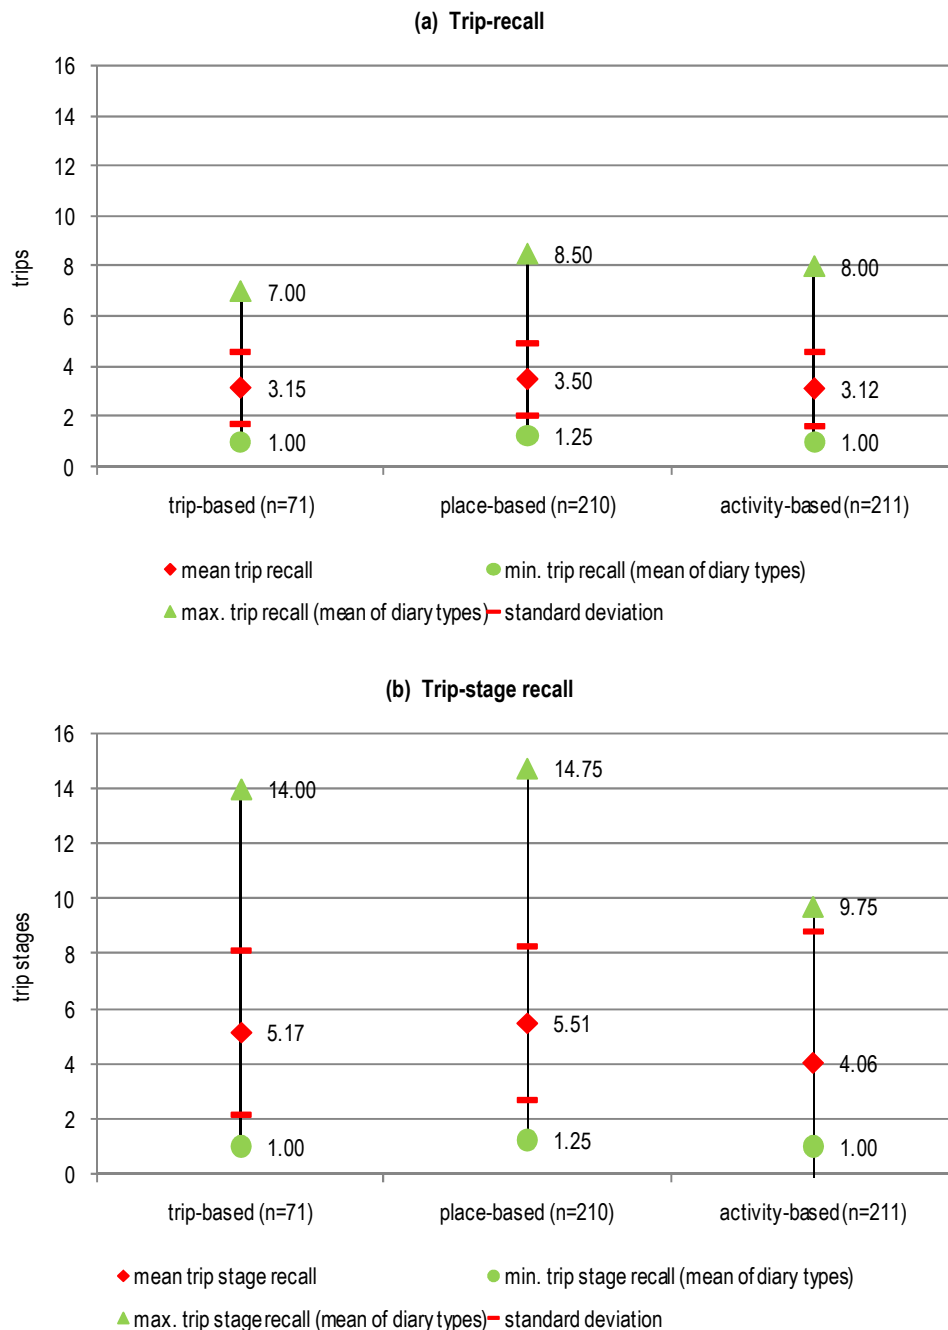 (a) Trip-recall
16
14
12
10
8
6
4
2
0
trips
7.00
3.15
1.00
8.50
3.50
1.25
8.00
3.12
1.00
trip-based (n=71)
place-based (n=210)
activity-based (n=211)
mean trip recall
min. trip recall (mean of diary types)
max. trip recall (mean of diary types)
standard deviation
(b) Trip-stage recall
16
14
12
10
8
6
4
2
0
trip stages
14.00
5.17
1.00
14.75
5.51
1.25
9.75
4.06
1.00
trip-based (n=71)
place-based (n=210)
activity-based (n=211)
mean trip stage recall
min. trip stage recall (mean of diary types)
max. trip stage recall (mean of diary types)
standard deviation